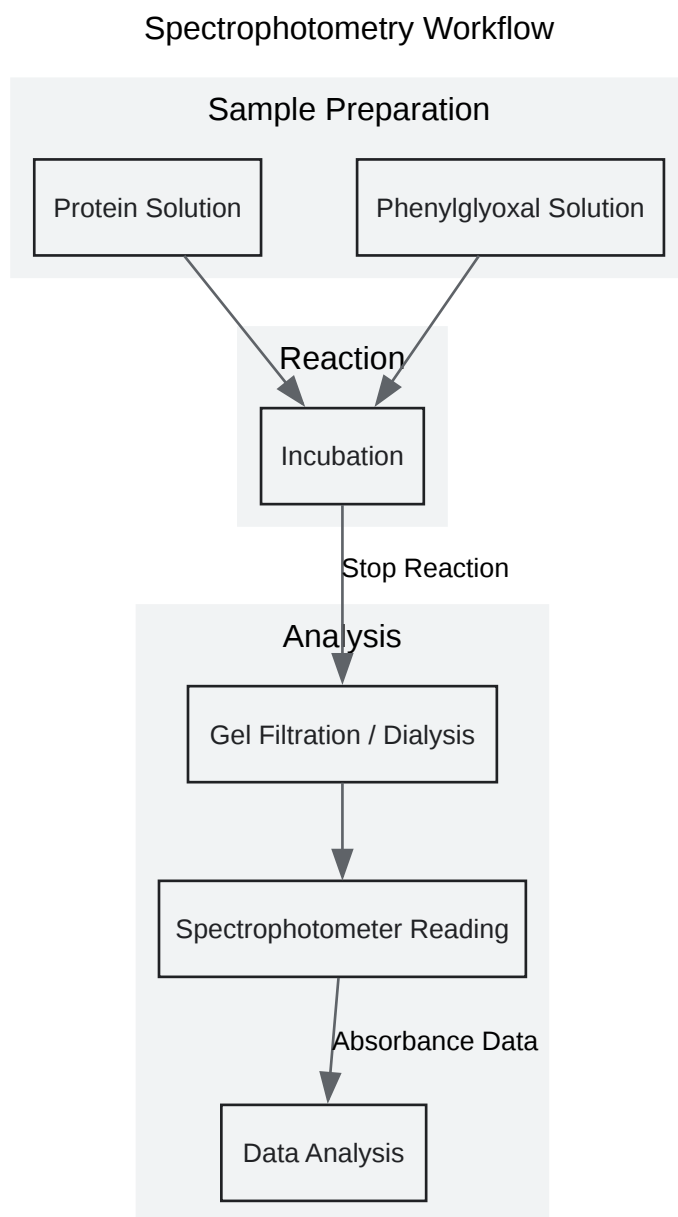 Spectrophotometry Workflow
Sample Preparation
Protein Solution
Phenylglyoxal Solution
Reaction
Incubation
Stop Reaction
Analysis
Gel Filtration / Dialysis
Spectrophotometer Reading
Absorbance Data
Data Analysis